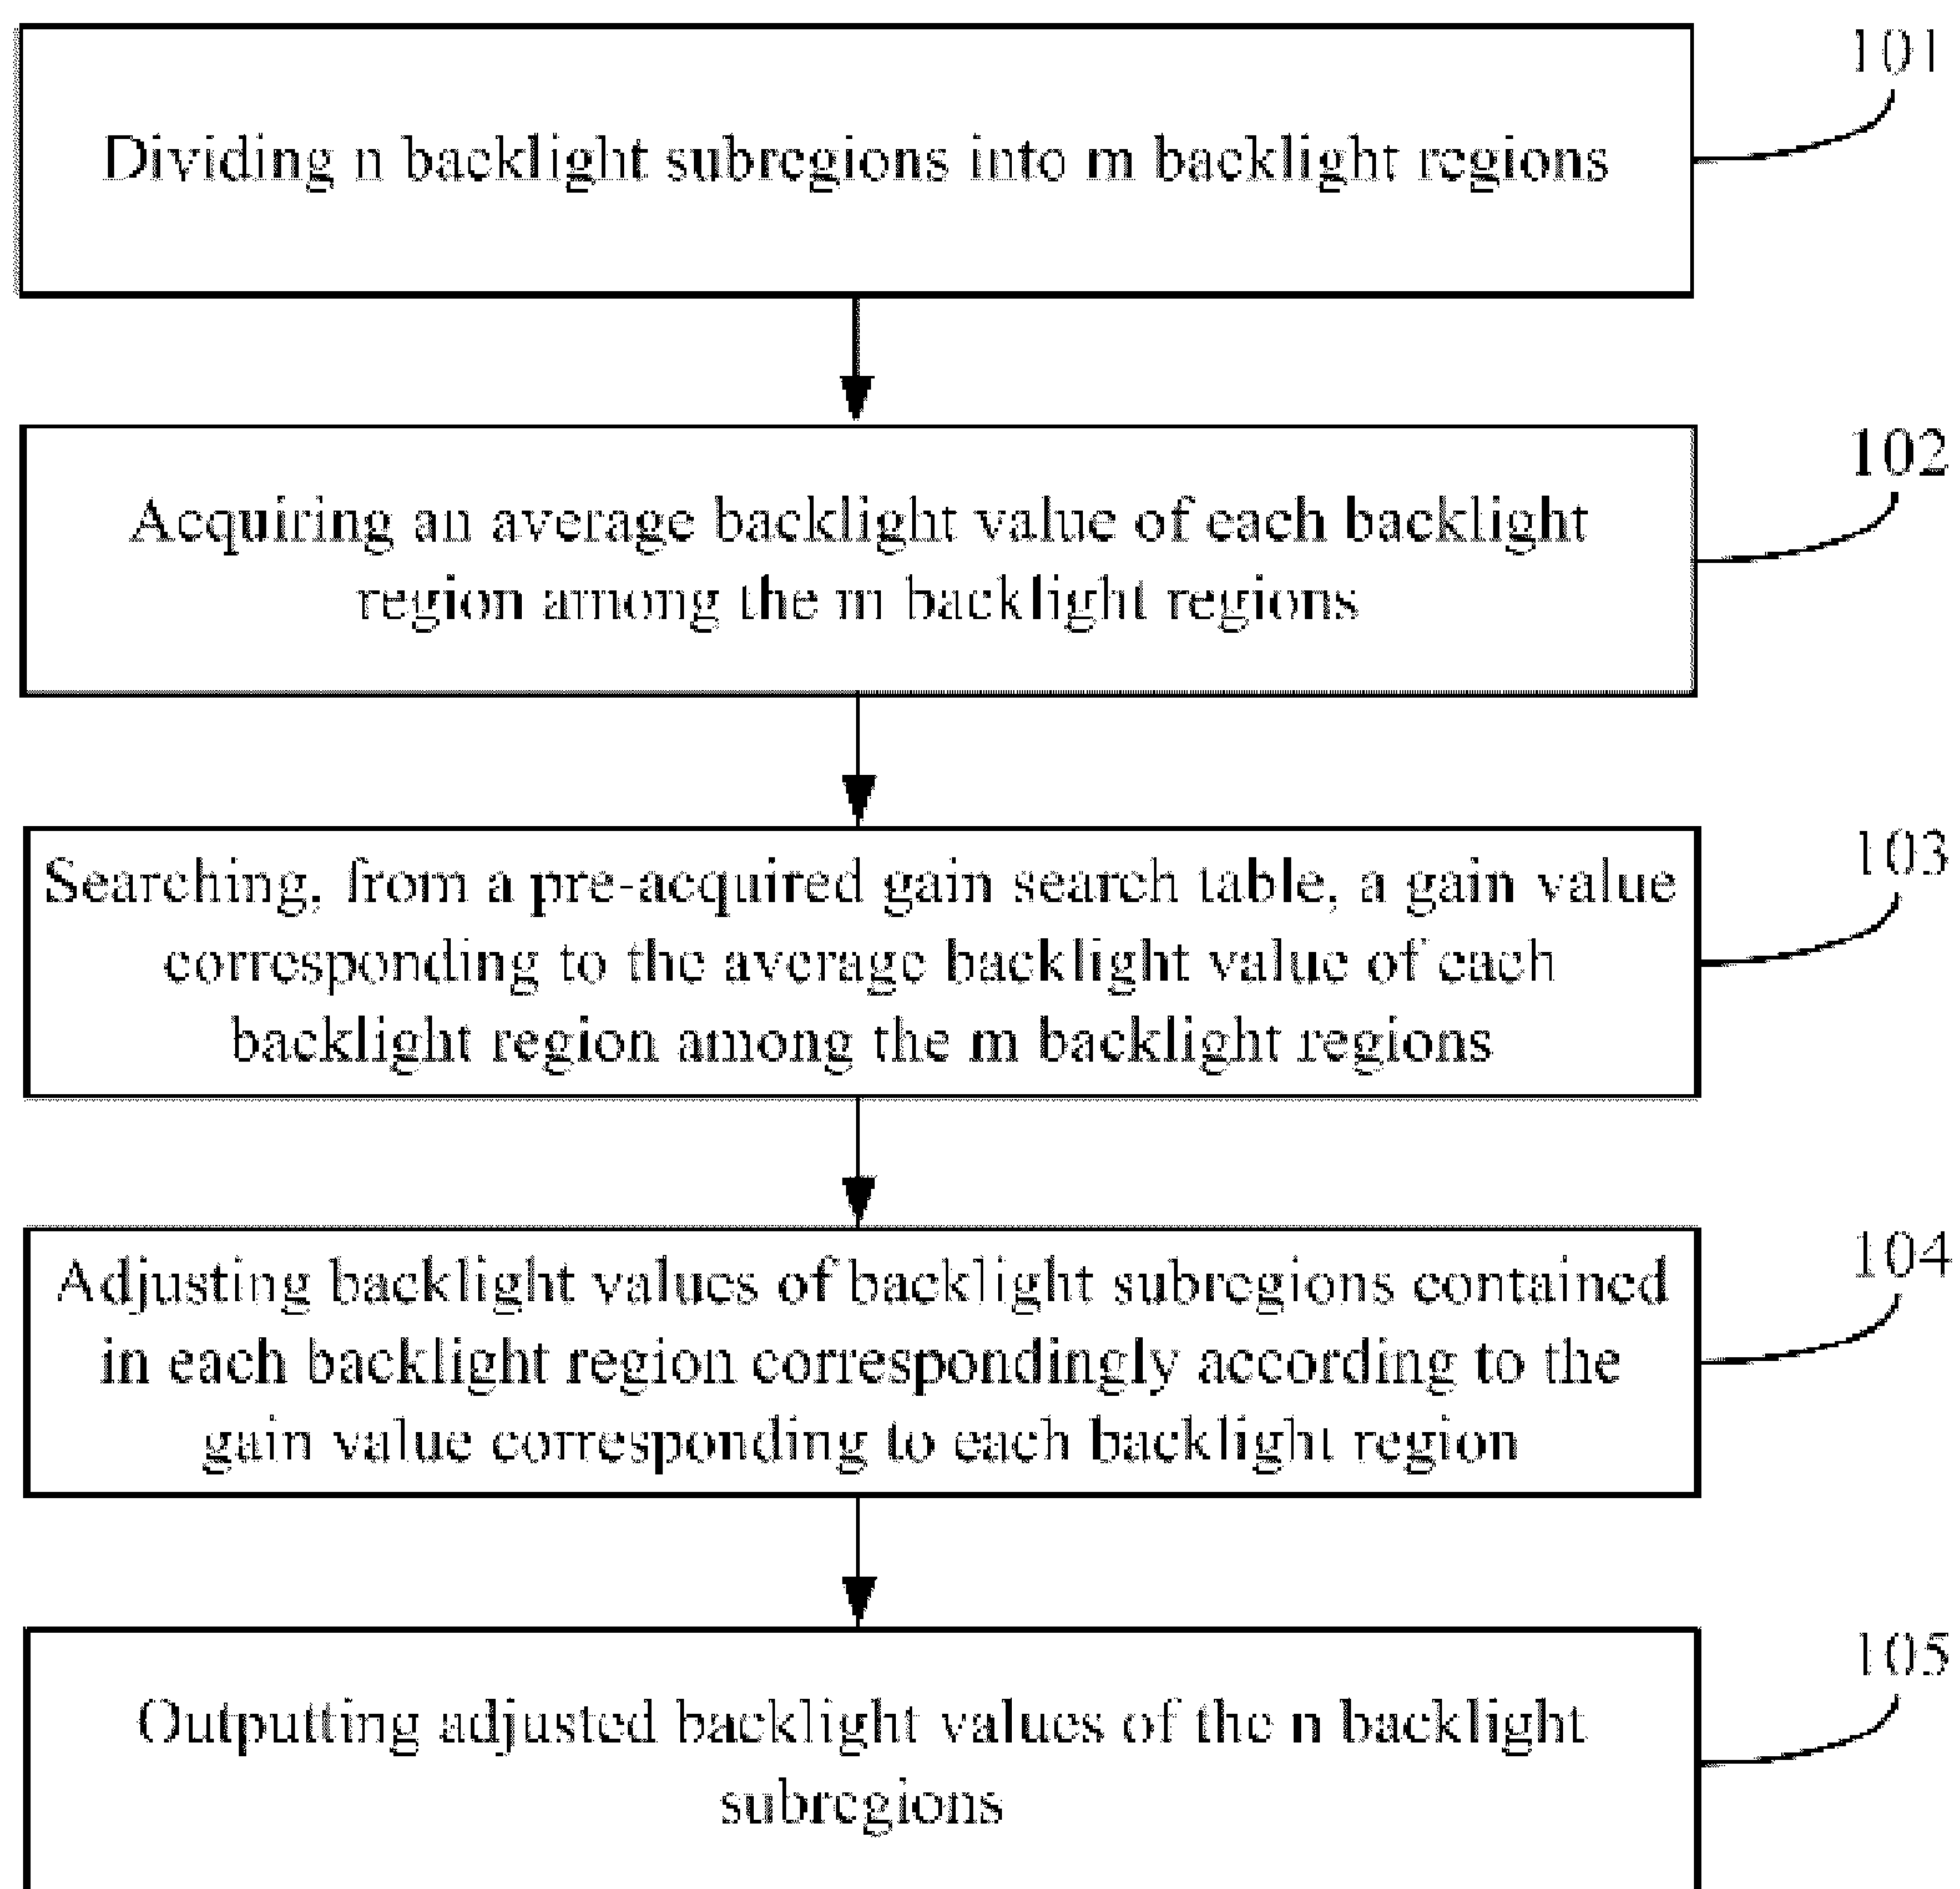 101
Dividing n backlight subregions into m backlight regions
102
Acquiring an average backlight value of each backlight
region among the m backlight regions
103
Searching, from a pre-acquired gain search table, a gain value
corresponding to the average backlight value of each
backlight region among the m backlight regions
104
Adjusting backlight values of backlight subregions contained
in each backlight region correspondingly according to the
gain value corresponding to each backlight region
105
Outputting adjusted backlight values of the n backlight
subregions